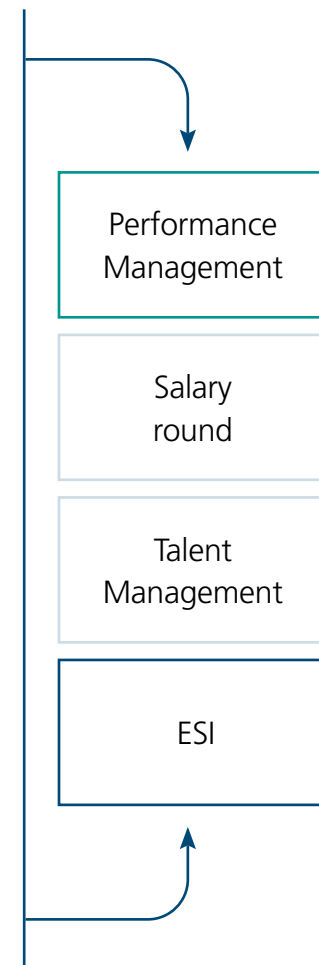 Performance
Management
Salary
round
Talent
Management
ESI